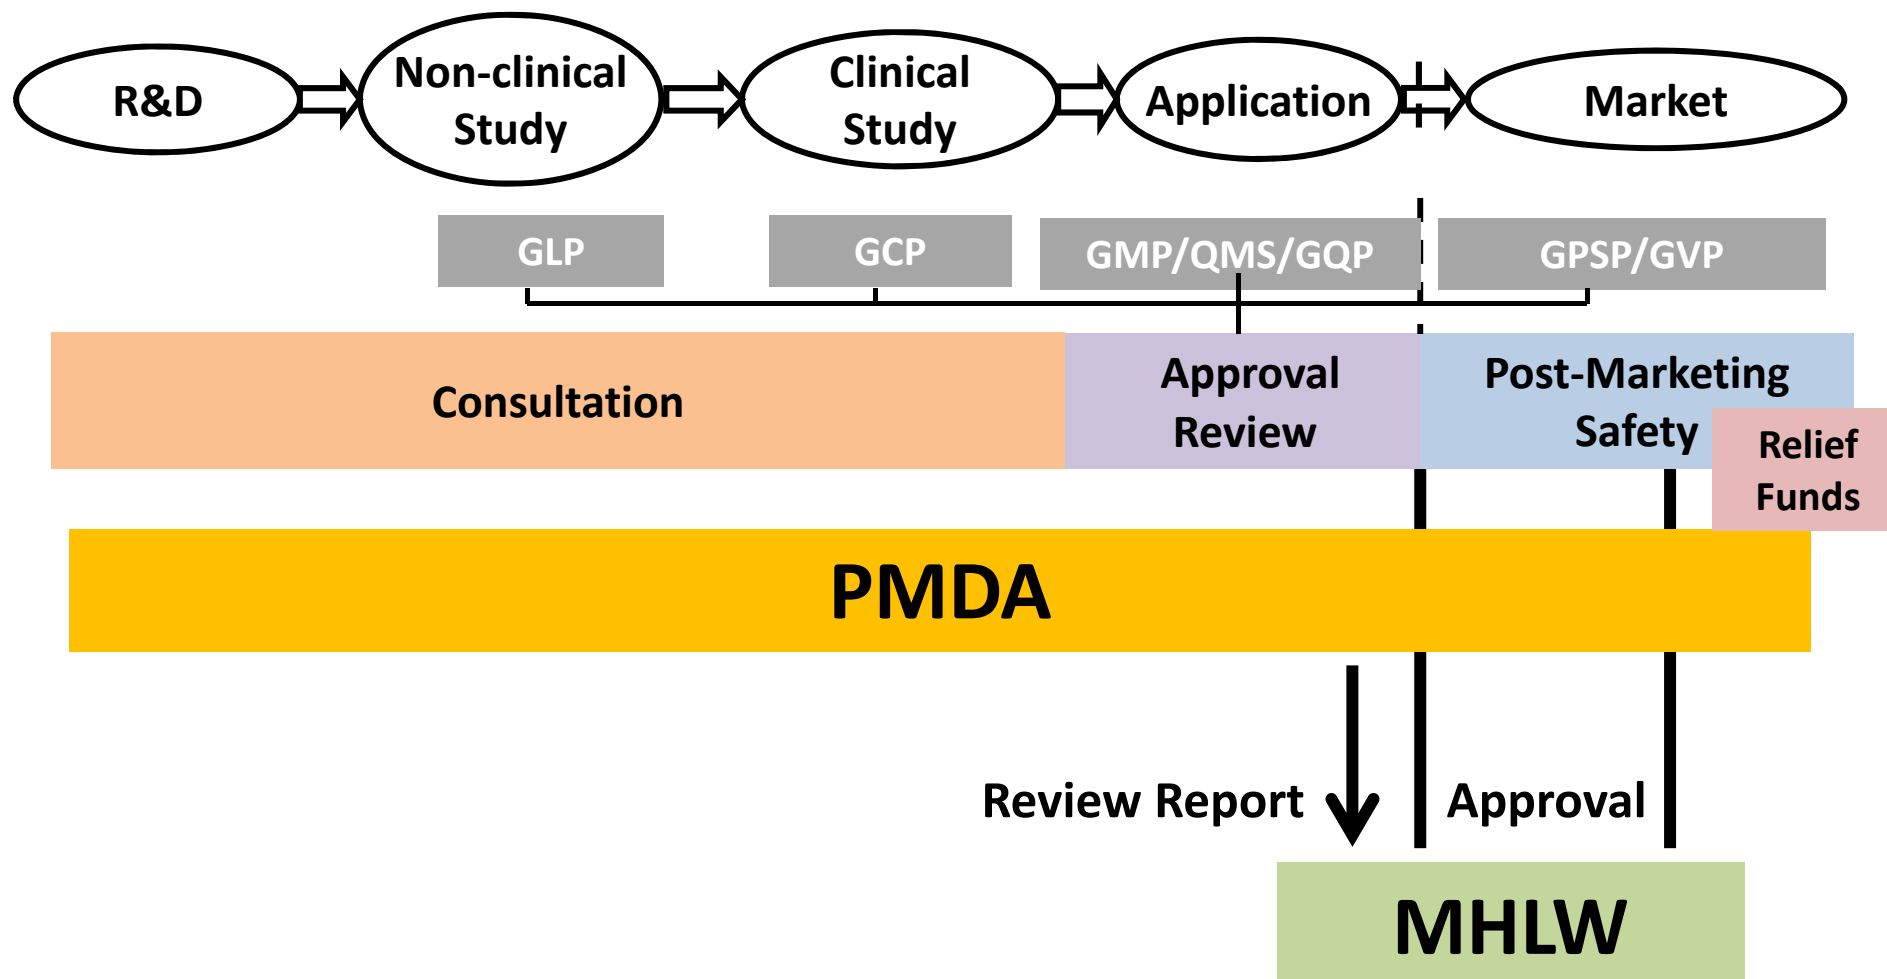 R&D
Non-clinical
Study
Clinical
Study
Application
Market
GLP
GCP
GMP/QMS/GQP
GPSP/GVP
Consultation
Approval
Review
Post-Marketing
Safety
Relief
Funds
PMDA
Review Report
Approval
MHLW